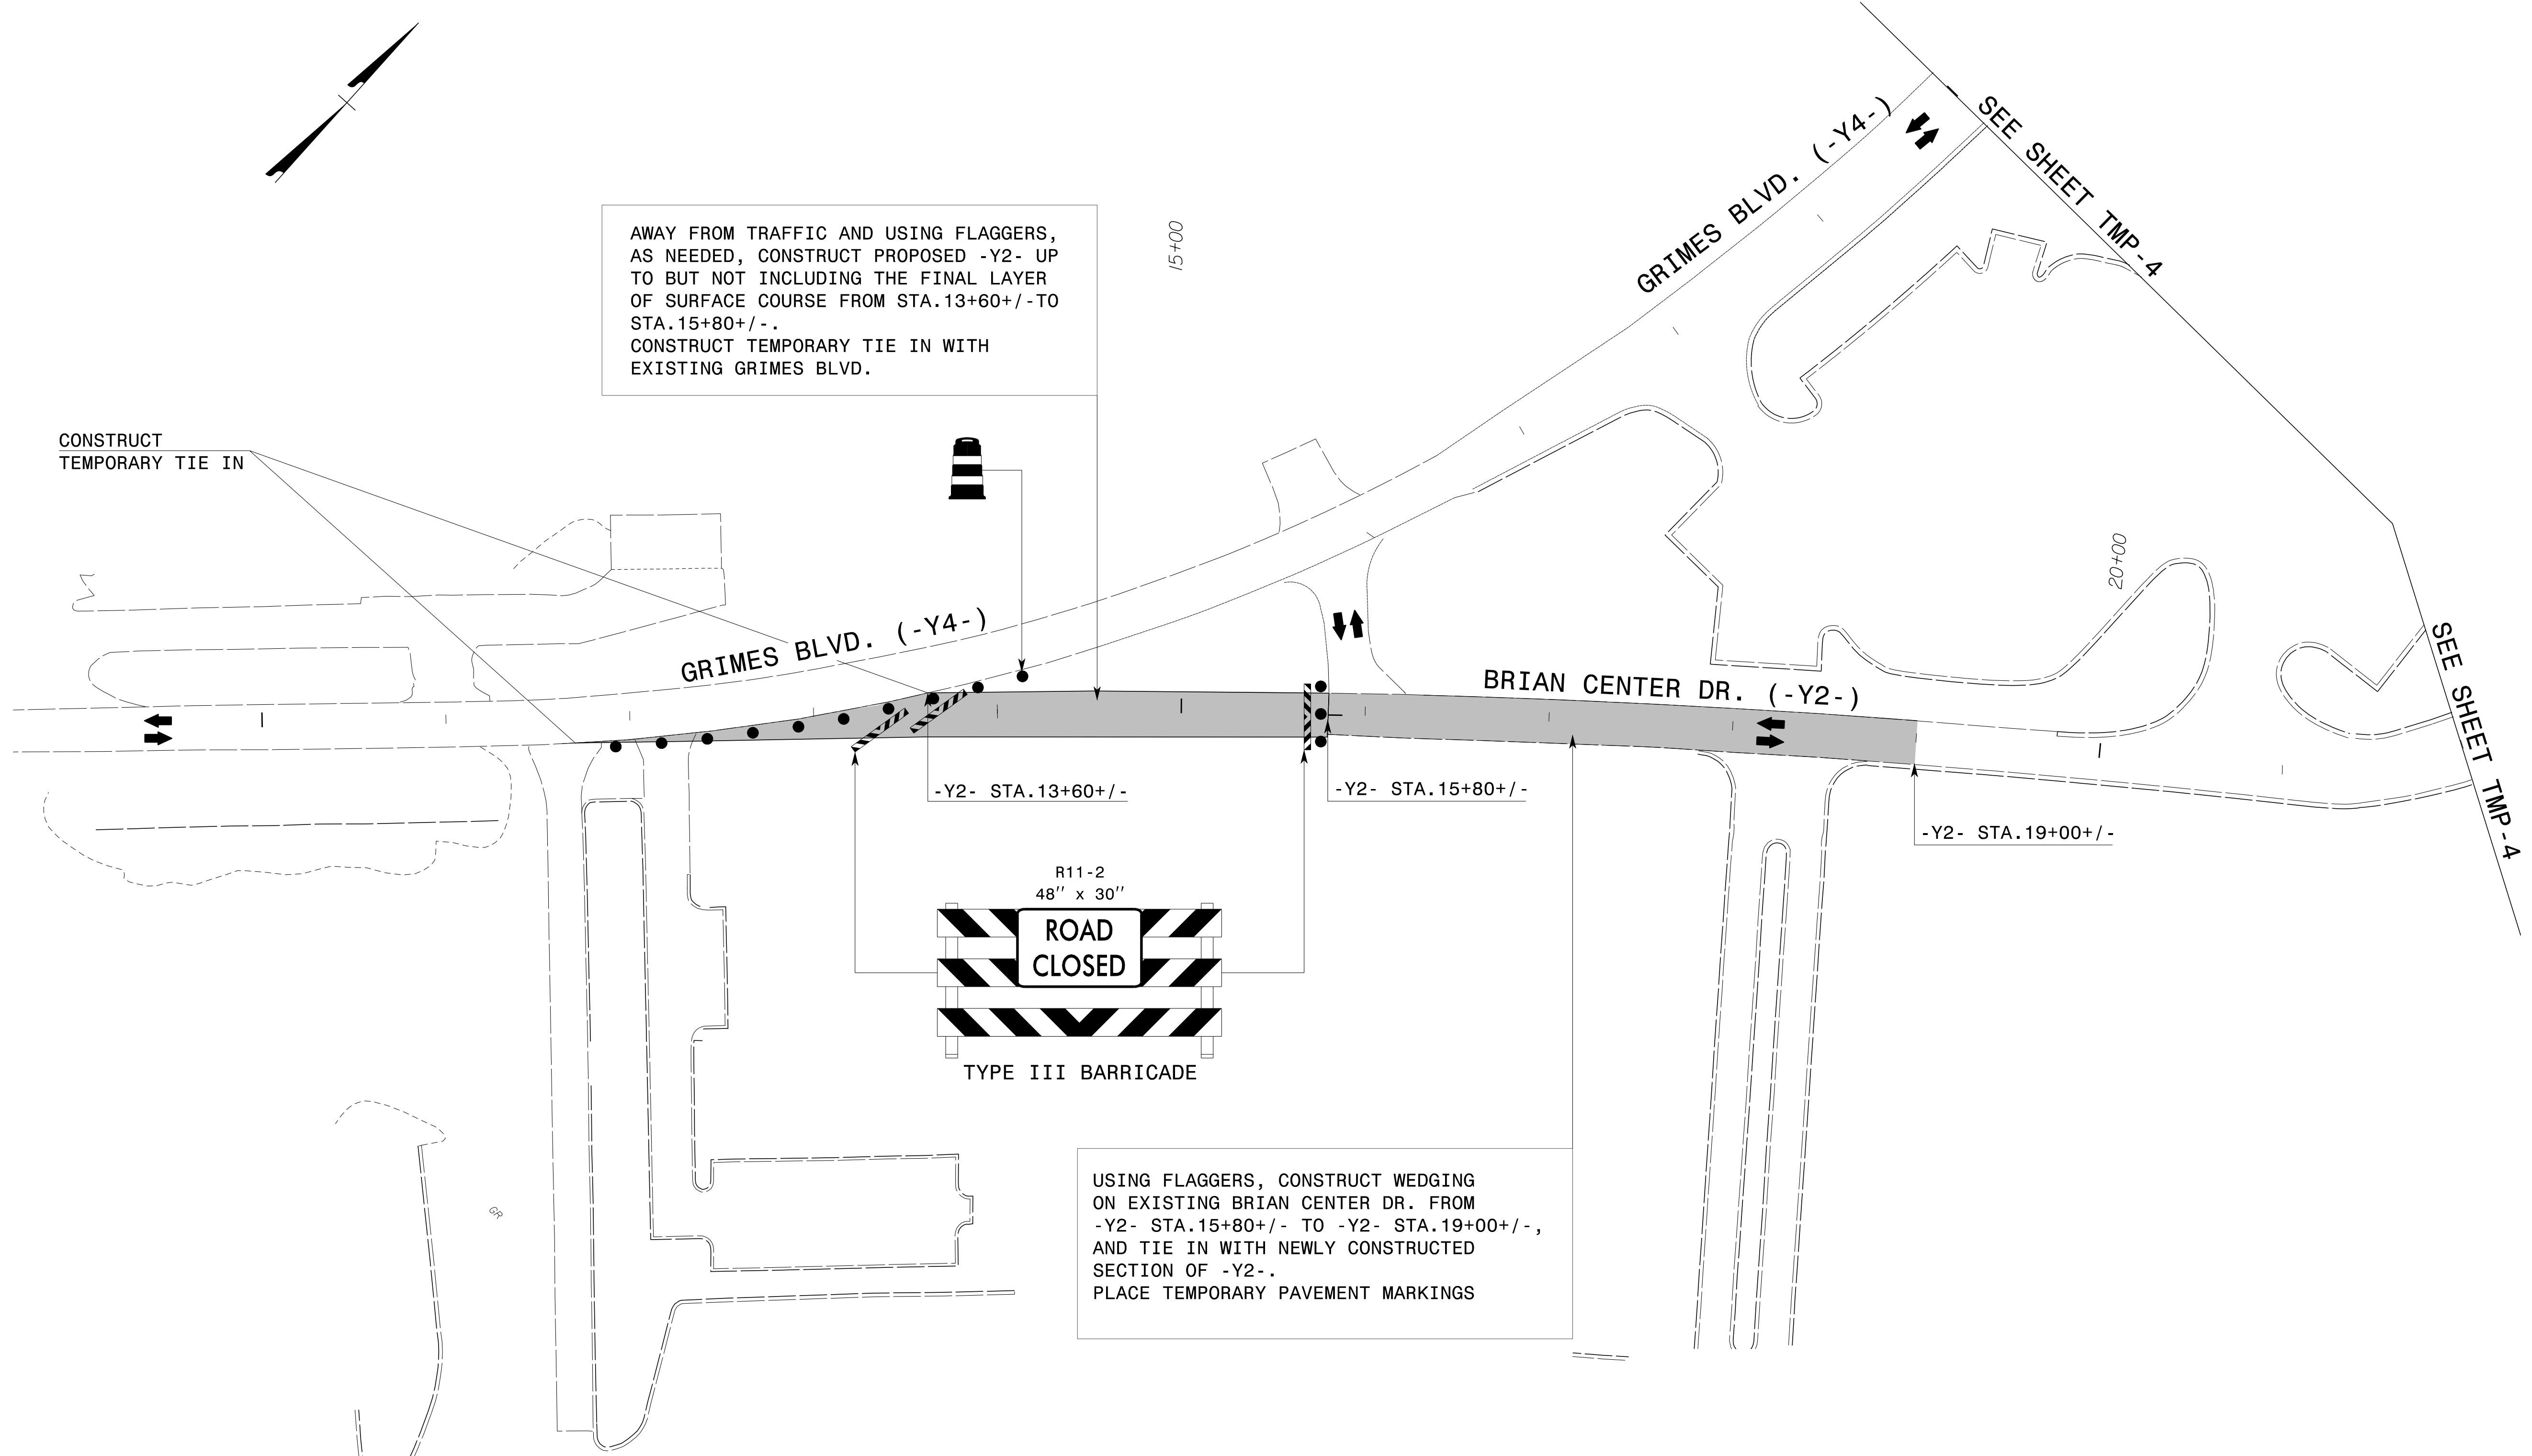 GRIMES BLVD. (-Y4-)
SEE SHEET TMP-4
AWAY FROM TRAFFIC AND USING FLAGGERS,
AS NEEDED, CONSTRUCT PROPOSED -Y2- UP
TO BUT NOT INCLUDING THE FINAL LAYER
OF SURFACE COURSE FROM STA.13+60+/-TO
STA.15+80+/-.
CONSTRUCT TEMPORARY TIE IN WITH
EXISTING GRIMES BLVD.
15+00
CONSTRUCT
TEMPORARY TIE IN
20+00
GRIMES BLVD. (-Y4-)
BRIAN CENTER DR. (-Y2-)
SEE SHEET TMP-4
-Y2- STA.13+60+/-
-Y2- STA.15+80+/-
-Y2- STA.19+00+/-
R11-2
48" x 30"
ROAD
CLOSED
TYPE III BARRICADE
USING FLAGGERS, CONSTRUCT WEDGING
ON EXISTING BRIAN CENTER DR. FROM
-Y2- STA.15+80+/- TO -Y2- STA.19+00+/-,
AND TIE IN WITH NEWLY CONSTRUCTED
SECTION OF -Y2-.
PLACE TEMPORARY PAVEMENT MARKINGS
GR